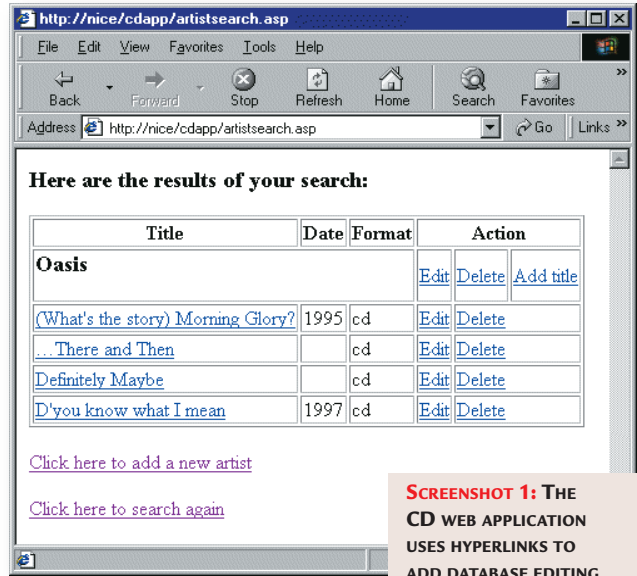 http://nice/cdapp/artistsearch.asp
File Edit View Favorites Tools Help
Back Forward Stop Refresh Home Search Favorites »
Address http://nice/cdapp/artistsearch.asp Go Links »
Here are the results of your search:
Title Date Format Action
Oasis Edit Delete Add title
(What's the story) Morning Glory? 1995 cd Edit Delete
...There and Then cd Edit Delete
Definitely Maybe cd Edit Delete
D'you know what I mean 1997 cd Edit Delete
Click here to add a new artist
Click here to search again
SCREENSHOT 1: THE
CD WEB APPLICATION
USES HYPERLINKS TO
ADD DATABASE EDITING